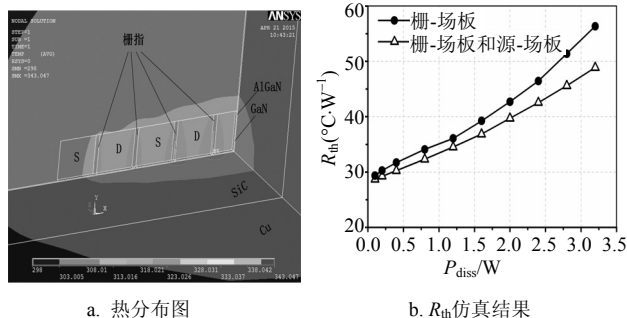 NODAL SOLUTION
STEP=1
SUB =1
TIME=1
TEMP (AVG)
RSYS=0
SMN =298
SMX =343.047
ANSYS
APR 21 2015
10:43:21
栅指
AlGaN
GaN
S
D
S
D
SiC
Cu
Y
Z
X
298 308.01 318.021 328.031 338.042
303.005 313.016 323.026 333.037 343.047
a. 热分布图
60
50
40
30
20
Rth(°C·W⁻¹)
栅-场板
栅-场板和源-场板
0.0 0.5 1.0 1.5 2.0 2.5 3.0 3.5
Pdiss/W
b. Rth仿真结果